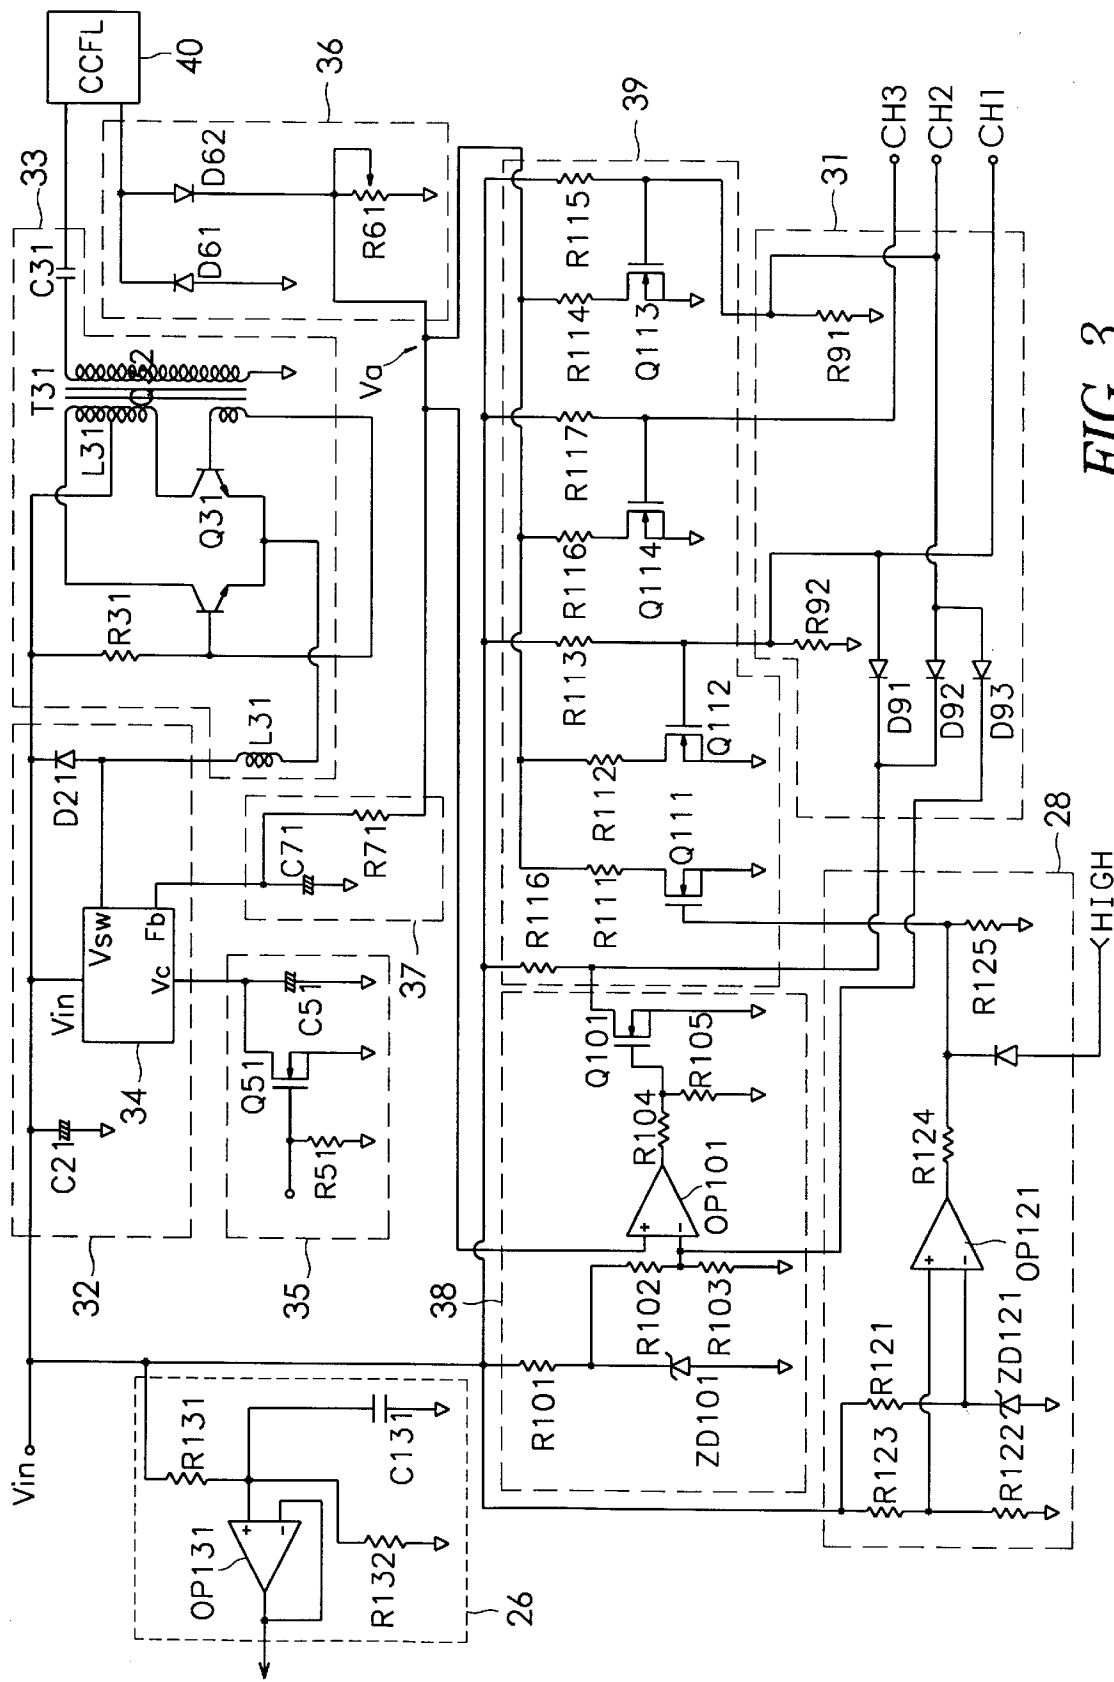 Vin
OP131
R131
C131
R132
26
32
C21
34
Vin
Vsw
Fb
Vc
D21
35
R51
Q51
C51
37
C71
R71
L31
R31
Q31
L31
T31
33
C31
CCFL
40
36
D61
D62
R61
Va
38
R101
ZD101
R102
R103
OP101
R104
R105
Q101
39
R116
R111
Q111
R112
Q112
R113
R116
Q114
R117
R114
Q113
R115
31
R91
R92
D91
D92
D93
CH3
CH2
CH1
28
R123
R121
R122
ZD121
OP121
R124
R125
HIGH
FIG. 3